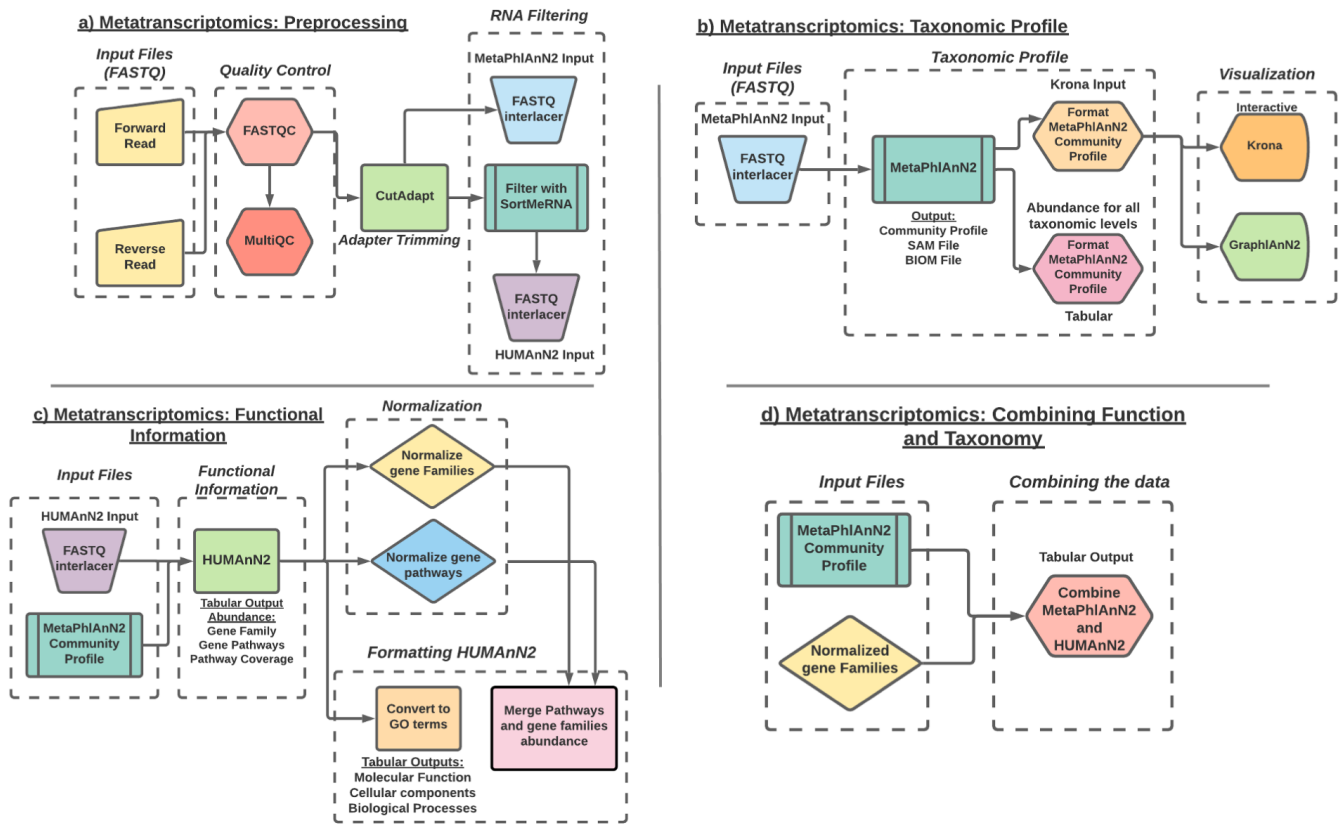 a) Metatranscriptomics: Preprocessing
RNA Filtering
Input Files
(FASTQ)
Quality Control
MetaPhlAnN2 Input
Forward
Read
FASTQC
FASTQ
interlacer
CutAdapt
Adapter Trimming
Filter with
SortMeRNA
Reverse
Read
MultiQC
FASTQ
interlacer
HUMAnN2 Input
b) Metatranscriptomics: Taxonomic Profile
Input Files
(FASTQ)
Taxonomic Profile
Visualization
MetaPhlAnN2 Input
FASTQ
interlacer
MetaPhlAnN2
Output:
Community Profile
SAM File
BIOM File
Krona Input
Format
MetaPhlAnN2
Community
Profile
Abundance for all
taxonomic levels
Format
MetaPhlAnN2
Community
Profile
Tabular
Interactive
Krona
GraphlAnN2
c) Metatranscriptomics: Functional
Information
Normalization
Input Files
Functional
Information
HUMAnN2 Input
FASTQ
interlacer
MetaPhlAnN2
Community
Profile
HUMAnN2
Tabular Output
Abundance:
Gene Family
Gene Pathways
Pathway Coverage
Normalize
gene Families
Normalize gene
pathways
Formatting HUMAnN2
Convert to
GO terms
Tabular Outputs:
Molecular Function
Cellular components
Biological Processes
Merge Pathways
and gene families
abundance
d) Metatranscriptomics: Combining Function
and Taxonomy
Input Files
Combining the data
MetaPhlAnN2
Community
Profile
Normalized
gene Families
Tabular Output
Combine
MetaPhlAnN2
and
HUMAnN2